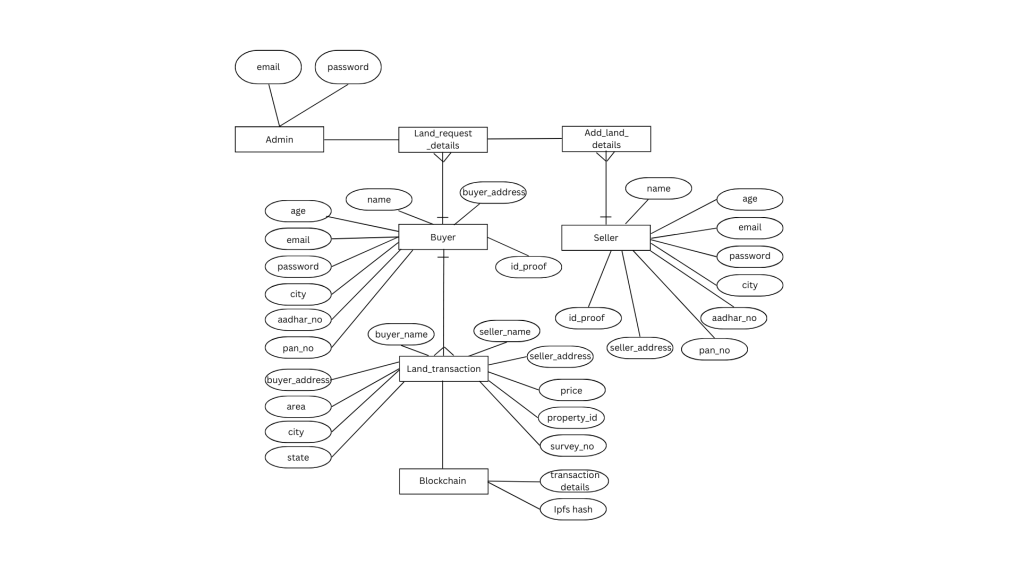 email
password
Admin
Land_request
_details
Add_land_
details
name
buyer_address
age
email
password
city
aadhar_no
pan_no
Buyer
id_proof
name
age
email
password
city
aadhar_no
pan_no
Seller
id_proof
seller_address
buyer_name
seller_name
seller_address
Land_transaction
buyer_address
area
city
state
price
property_id
survey_no
Blockchain
transaction
details
Ipfs hash